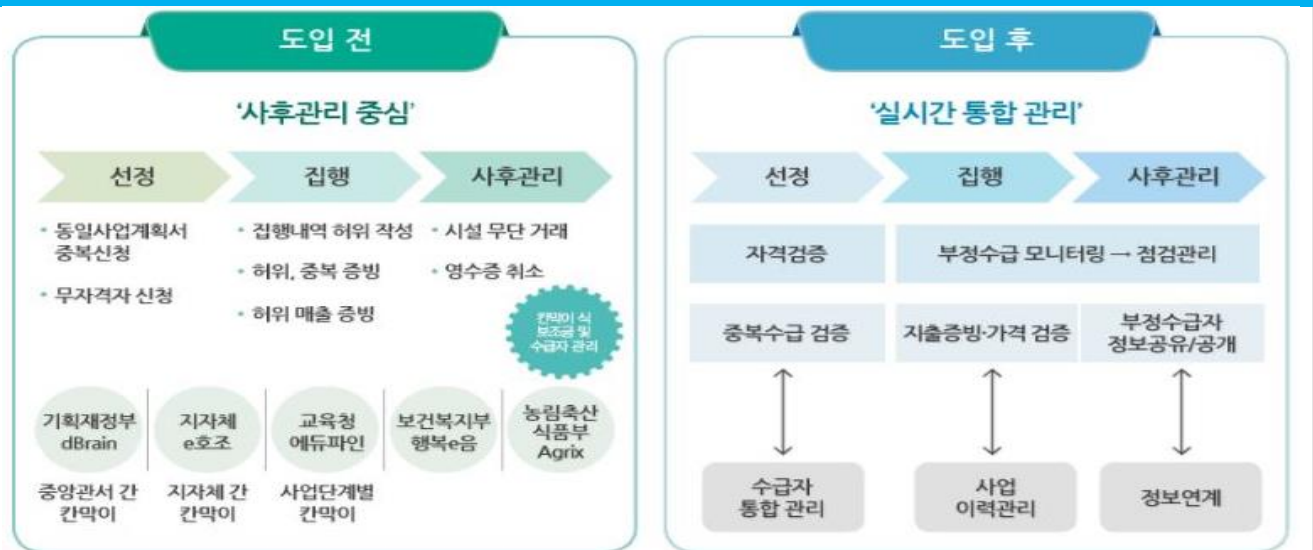 도입 전
'사후관리 중심'
선정
집행
사후관리
• 동일사업계획서
중복신청
• 무자격자 신청
• 집행내역 허위 작성
• 허위, 중복 증빙
• 허위 매출 증빙
• 시설 무단 거래
• 영수증 취소
칸막이 식
보조금 및
수급자 관리
기획재정부
dBrain
지자체
e호조
교육청
에듀파인
보건복지부
행복e음
농림축산
식품부
Agrix
중앙관서 간
칸막이
지자체 간
칸막이
사업단계별
칸막이
도입 후
'실시간 통합 관리'
선정
집행
사후관리
자격검증
부정수급 모니터링 → 점검관리
중복수급 검증
지출증빙·가격 검증
부정수급자
정보공유/공개
수급자
통합 관리
사업
이력관리
정보연계